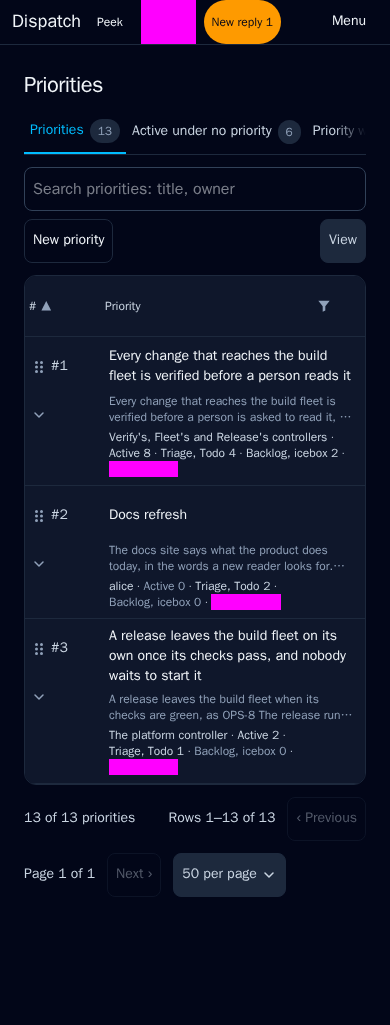 Dispatch Peek New reply 1 Menu
Priorities
Priorities 13 Active under no priority 6 Priority w
Search priorities: title, owner
New priority View
# ▲ Priority
#1 Every change that reaches the build
fleet is verified before a person reads it
Every change that reaches the build fleet is
verified before a person is asked to read it, ···
Verify's, Fleet's and Release's controllers ·
Active 8 · Triage, Todo 4 · Backlog, icebox 2 ·
#2 Docs refresh
The docs site says what the product does
today, in the words a new reader looks for.···
alice · Active 0 · Triage, Todo 2 ·
Backlog, icebox 0 ·
#3 A release leaves the build fleet on its
own once its checks pass, and nobody
waits to start it
A release leaves the build fleet when its
checks are green, as OPS-8 The release run···
The platform controller · Active 2 ·
Triage, Todo 1 · Backlog, icebox 0 ·
13 of 13 priorities Rows 1–13 of 13 ‹ Previous
Page 1 of 1 Next › 50 per page